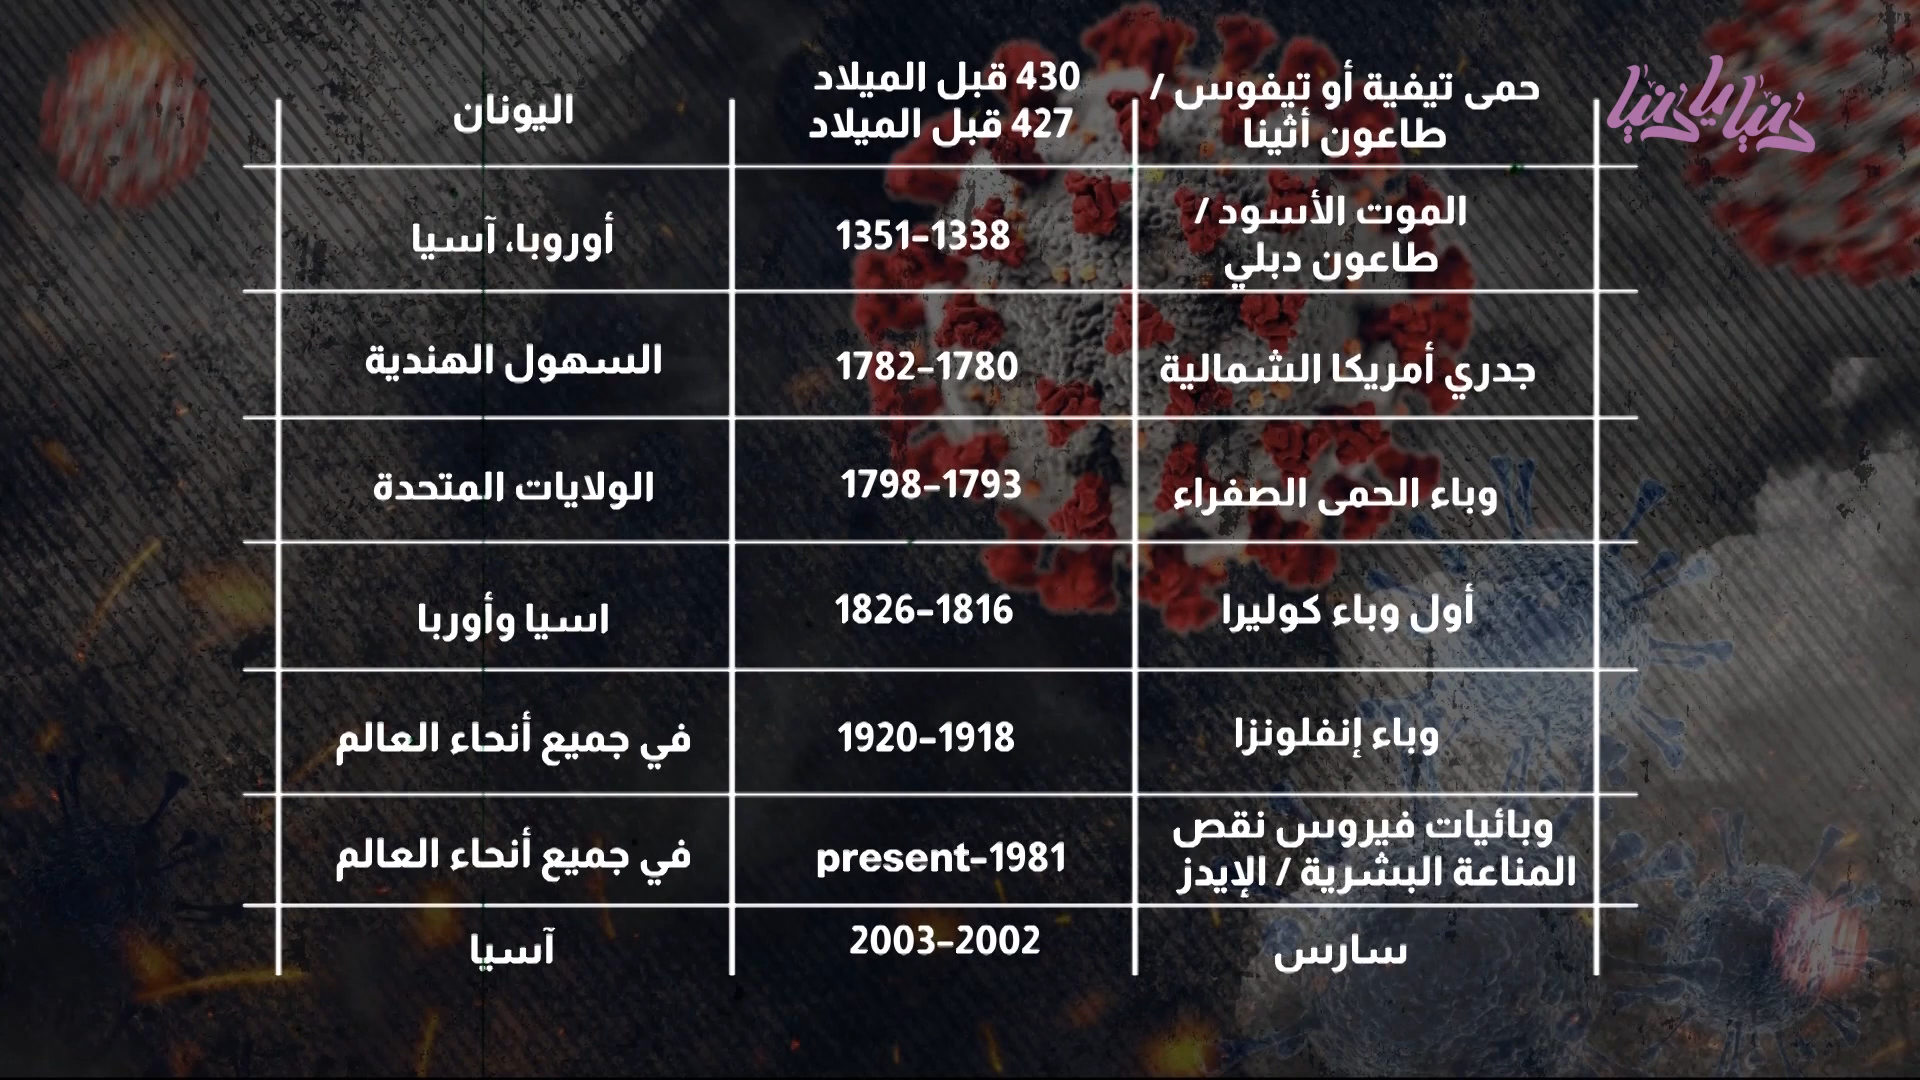 دنيا يا دنيا
حمى تيفية أو تيفوس /
طاعون أثينا
430 قبل الميلاد
427 قبل الميلاد
اليونان
الموت الأسود /
طاعون دبلي
1338–1351
أوروبا، آسيا
جدري أمريكا الشمالية
1780–1782
السهول الهندية
وباء الحمى الصفراء
1793–1798
الولايات المتحدة
أول وباء كوليرا
1816–1826
اسيا وأوربا
وباء إنفلونزا
1918–1920
في جميع أنحاء العالم
وبائيات فيروس نقص
المناعة البشرية / الإيدز
1981–present
في جميع أنحاء العالم
سارس
2002–2003
آسيا